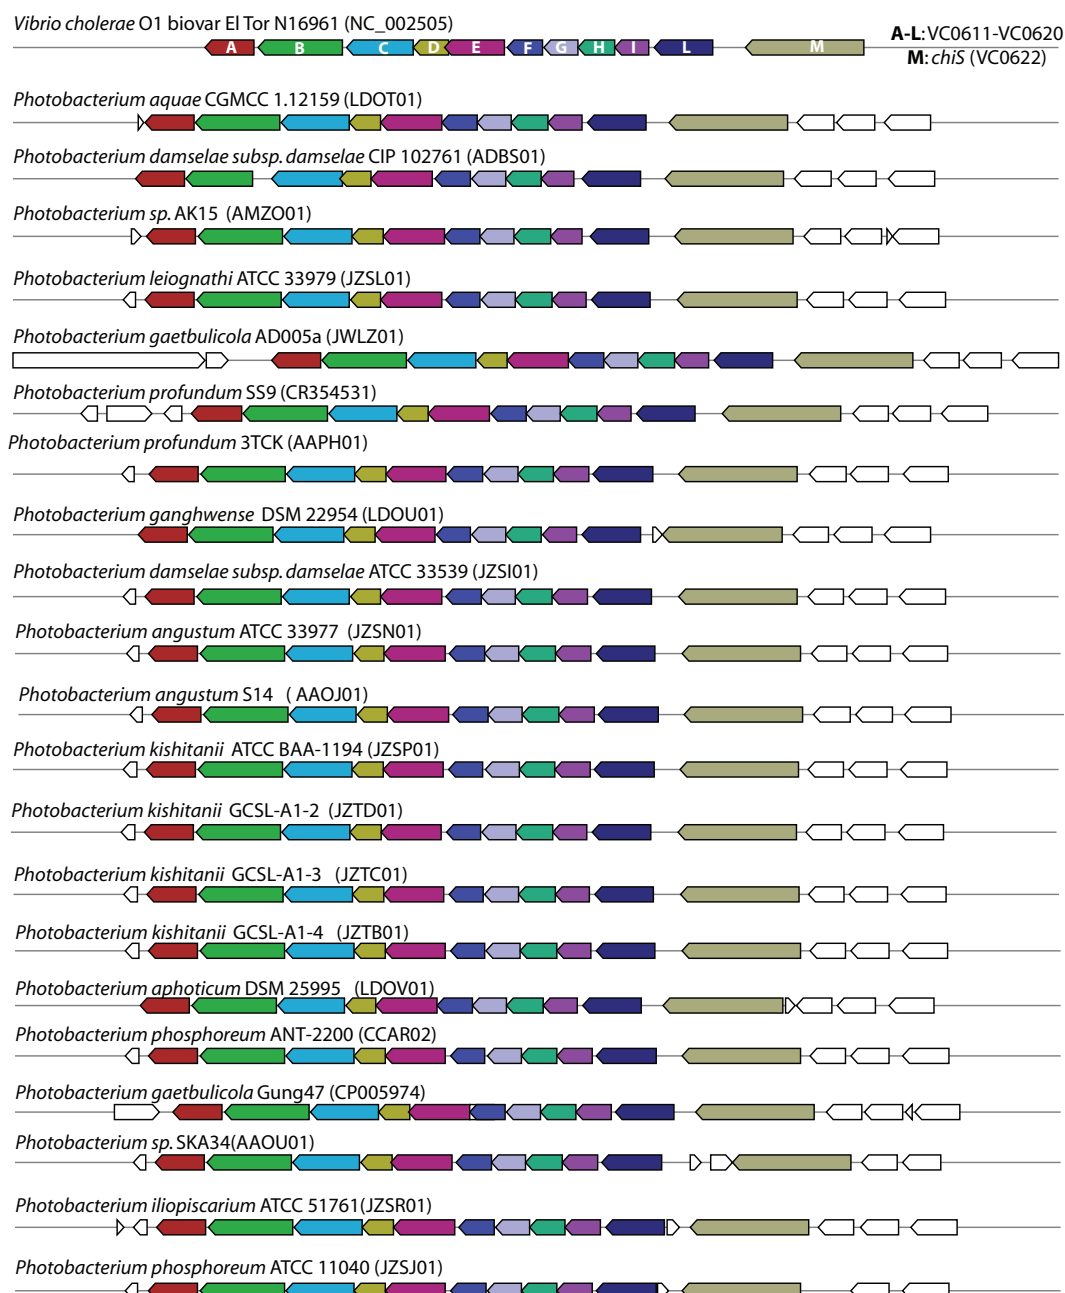 Vibrio cholerae O1 biovar El Tor N16961 (NC_002505)
A B C D E F G H I L M
A-L: VC0611-VC0620
M: chiS (VC0622)
Photobacterium aquae CGMCC 1.12159 (LDOT01)
Photobacterium damselae subsp. damselae CIP 102761 (ADBS01)
Photobacterium sp. AK15 (AMZO01)
Photobacterium leiognathi ATCC 33979 (JZSL01)
Photobacterium gaetbulicola AD005a (JWLZ01)
Photobacterium profundum SS9 (CR354531)
Photobacterium profundum 3TCK (AAPH01)
Photobacterium ganghwense DSM 22954 (LDOU01)
Photobacterium damselae subsp. damselae ATCC 33539 (JZSI01)
Photobacterium angustum ATCC 33977 (JZSN01)
Photobacterium angustum S14 ( AAOJ01)
Photobacterium kishitanii ATCC BAA-1194 (JZSP01)
Photobacterium kishitanii GCSL-A1-2 (JZTD01)
Photobacterium kishitanii GCSL-A1-3 (JZTC01)
Photobacterium kishitanii GCSL-A1-4 (JZTB01)
Photobacterium aphoticum DSM 25995 (LDOV01)
Photobacterium phosphoreum ANT-2200 (CCAR02)
Photobacterium gaetbulicola Gung47 (CP005974)
Photobacterium sp. SKA34(AAOU01)
Photobacterium iliopiscarium ATCC 51761(JZSR01)
Photobacterium phosphoreum ATCC 11040 (JZSJ01)